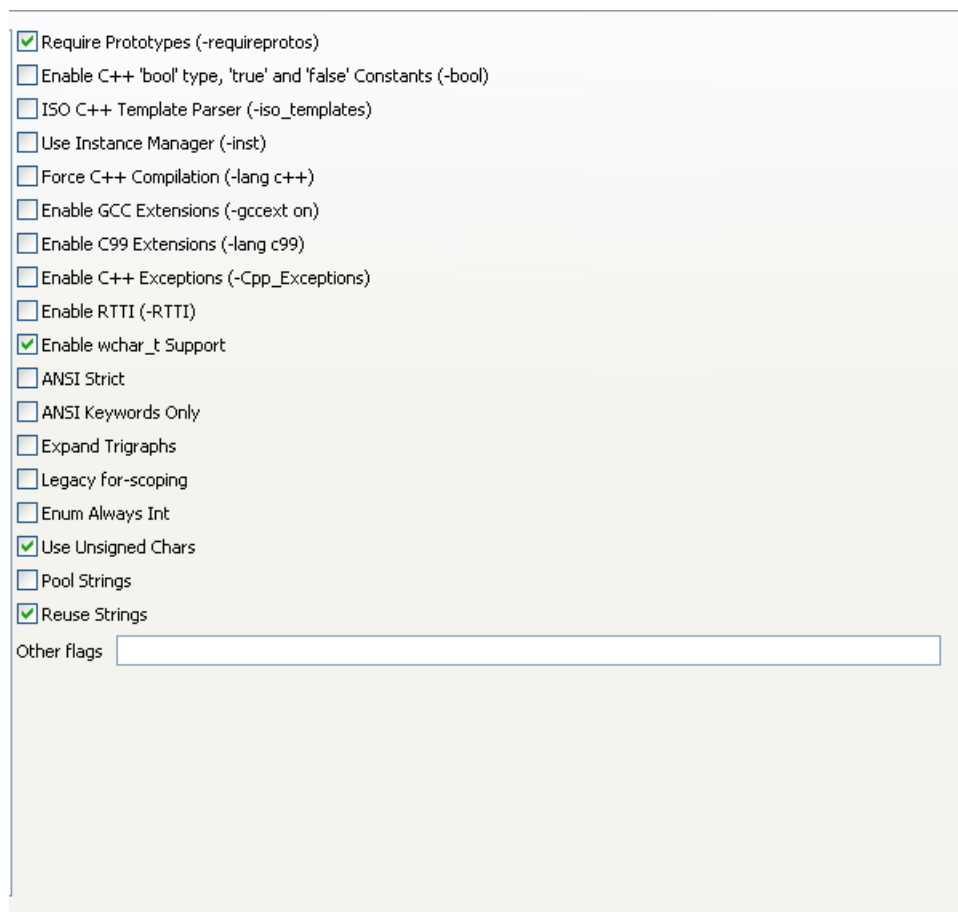 Require Prototypes (-requireprotos)
Enable C++ 'bool' type, 'true' and 'false' Constants (-bool)
ISO C++ Template Parser (-iso_templates)
Use Instance Manager (-inst)
Force C++ Compilation (-lang c++)
Enable GCC Extensions (-gccext on)
Enable C99 Extensions (-lang c99)
Enable C++ Exceptions (-Cpp_Exceptions)
Enable RTTI (-RTTI)
Enable wchar_t Support
ANSI Strict
ANSI Keywords Only
Expand Trigraphs
Legacy for-scoping
Enum Always Int
Use Unsigned Chars
Pool Strings
Reuse Strings
Other flags